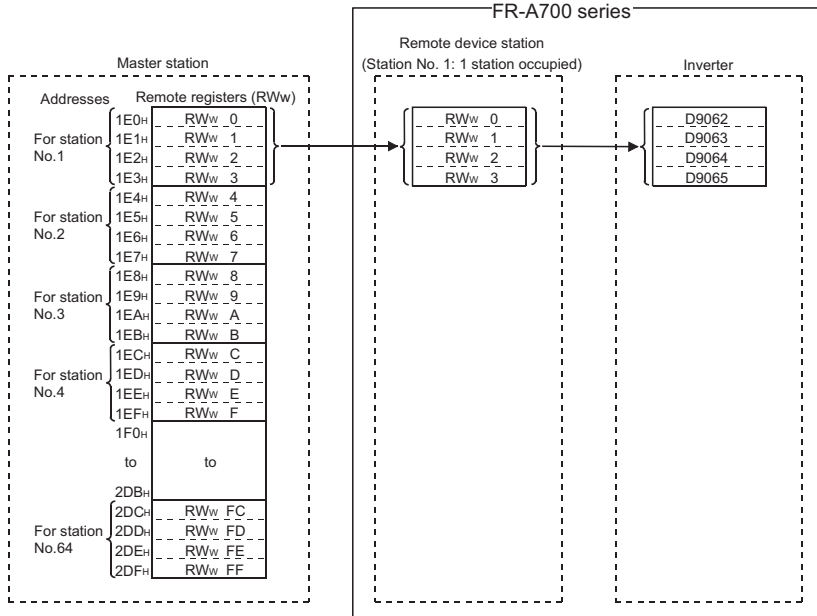 FR-A700 series
Master station
Remote device station
(Station No. 1: 1 station occupied)
Inverter
Addresses Remote registers (RWw)
For station No.1
1E0H RWw 0
1E1H RWw 1
1E2H RWw 2
1E3H RWw 3
RWw 0
RWw 1
RWw 2
RWw 3
D9062
D9063
D9064
D9065
For station No.2
1E4H RWw 4
1E5H RWw 5
1E6H RWw 6
1E7H RWw 7
For station No.3
1E8H RWw 8
1E9H RWw 9
1EAH RWw A
1EBH RWw B
For station No.4
1ECH RWw C
1EDH RWw D
1EEH RWw E
1EFH RWw F
1F0H
to to
2DBH
For station No.64
2DCH RWw FC
2DDH RWw FD
2DEH RWw FE
2DFH RWw FF